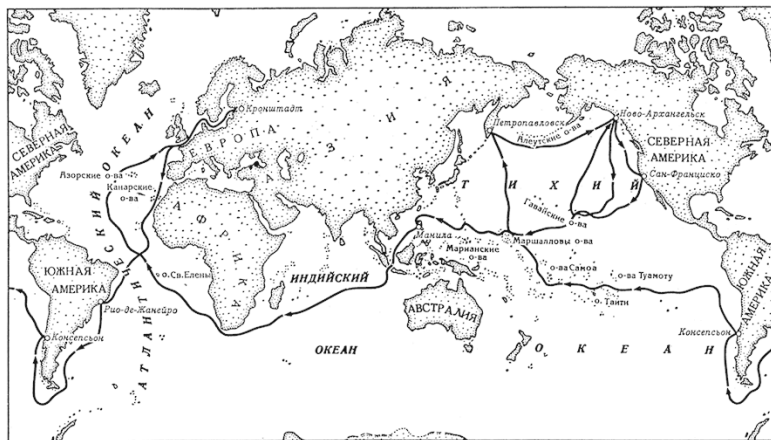 СЕВЕРНАЯ
АМЕРИКА
АТЛАНТИЧЕСКИЙ ОКЕАН
Азорские о-ва
Канарские
о-ва
ЕВРОПА
Кронштадт
АЗИЯ
АФРИКА
о.Св.Елены
ЮЖНАЯ
АМЕРИКА
Рио-де-Жанейро
Консепсьон
ИНДИЙСКИЙ
ОКЕАН
Манила
Марианские
о-ва
АВСТРАЛИЯ
Петропавловск
Алеутские о-ва
Ново-Архангельск
СЕВЕРНАЯ
АМЕРИКА
Сан-Франциско
ТИХИЙ
Гавайские
о-ва
Маршалловы о-ва
о-ва Самоа
о-ва Туамоту
о. Таити
ОКЕАН
Консепсьон
ЮЖНАЯ
АМЕРИКА